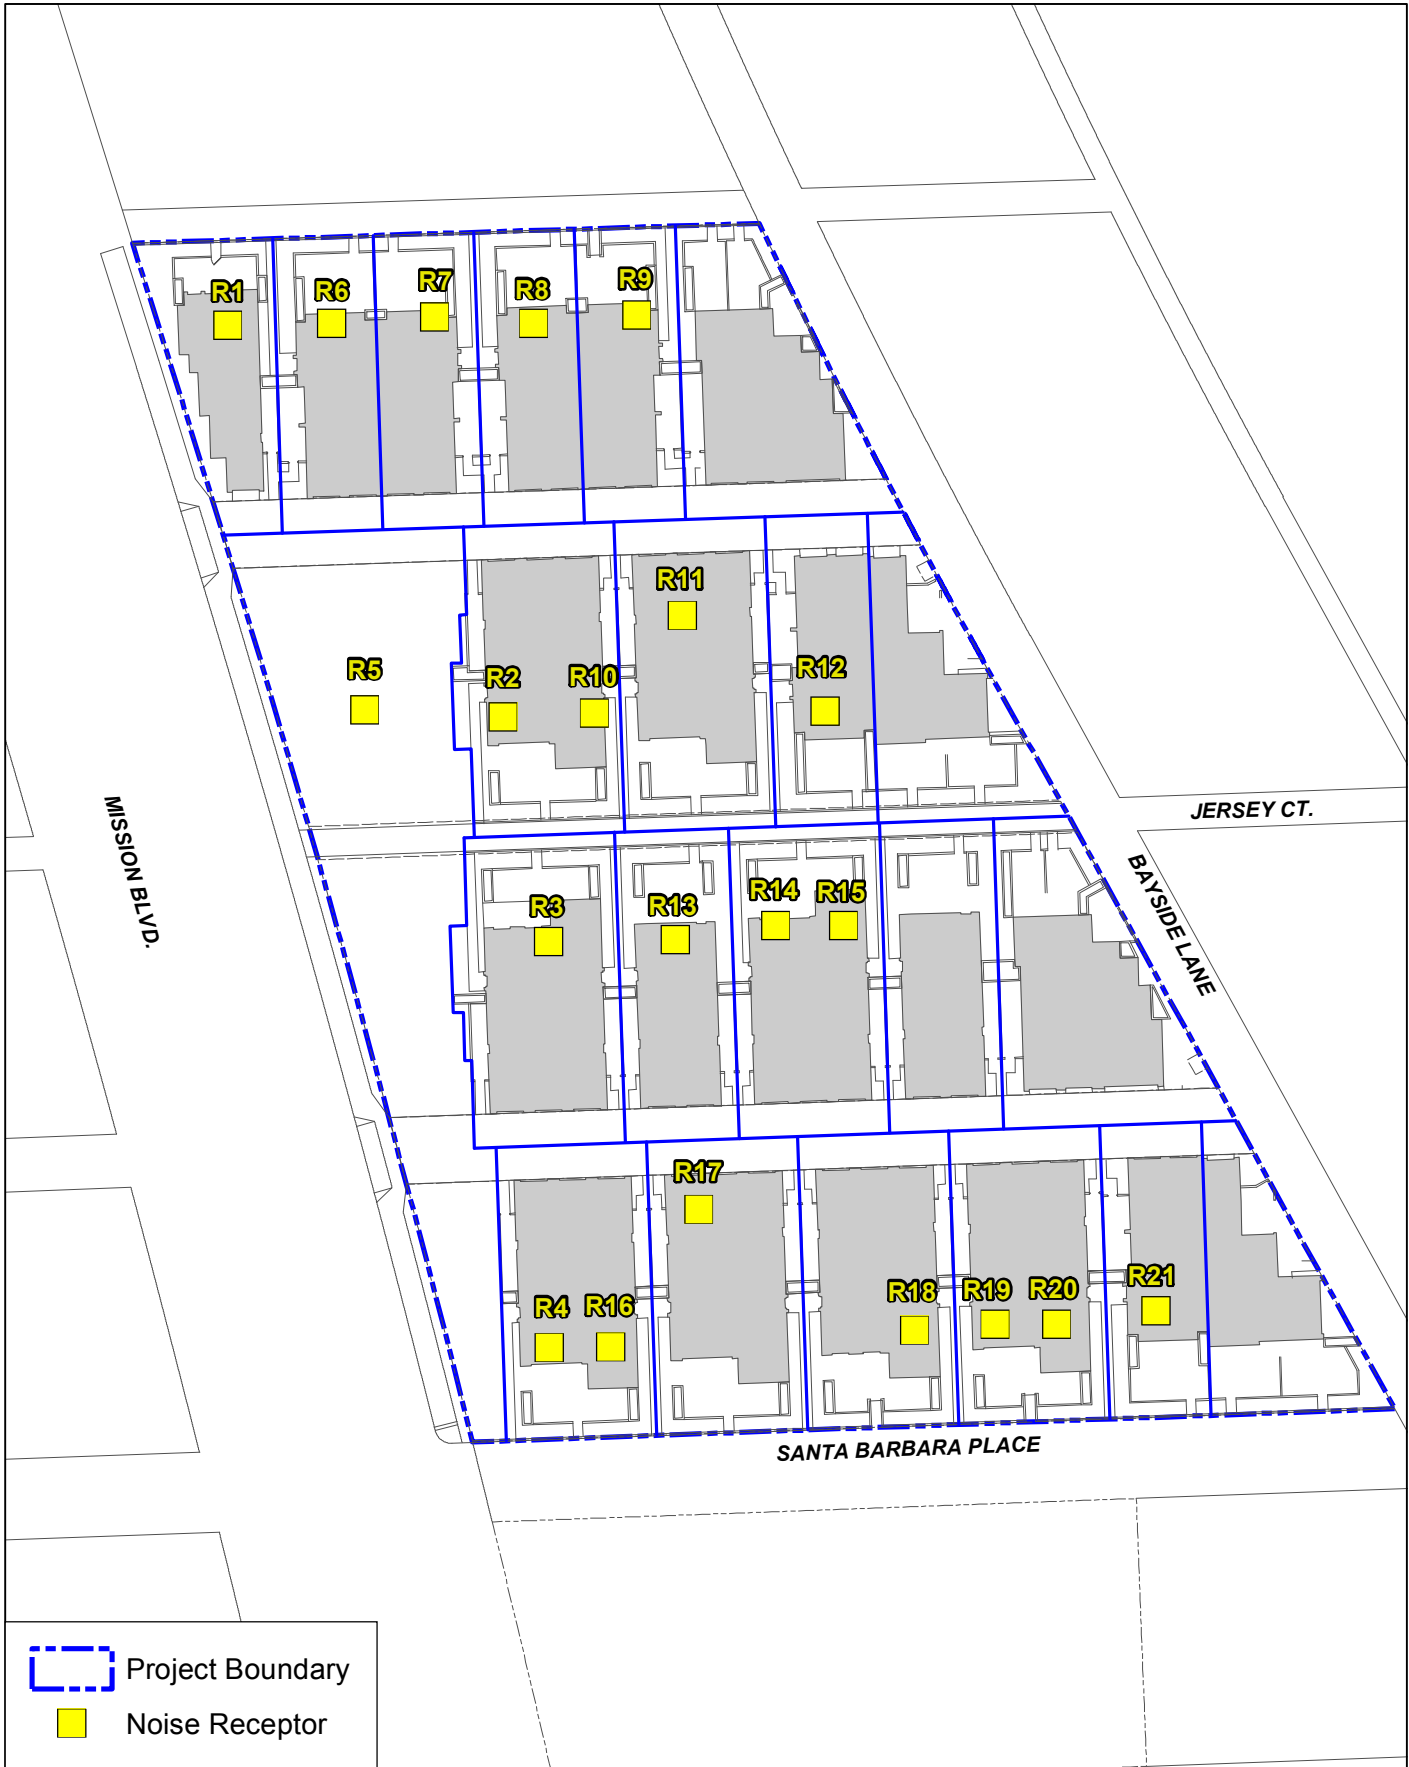 R1
R6
R7
R8
R9
R11
R5
R2
R10
R12
MISSION BLVD.
JERSEY CT.
BAYSIDE LANE
R3
R13
R14
R15
R17
R4
R16
R18
R19
R20
R21
SANTA BARBARA PLACE
Project Boundary
Noise Receptor